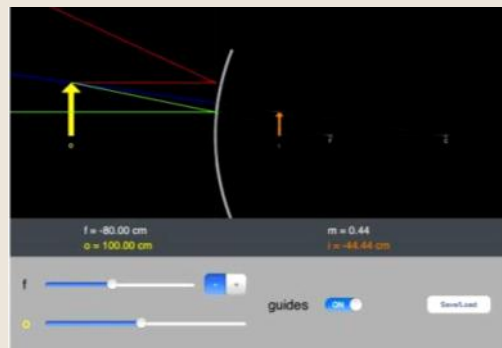 o
f = -80.00 cm
m = 0.44
o = 100.00 cm
i = -44.44 cm
f
- +
guides
ON
Save/Load
o